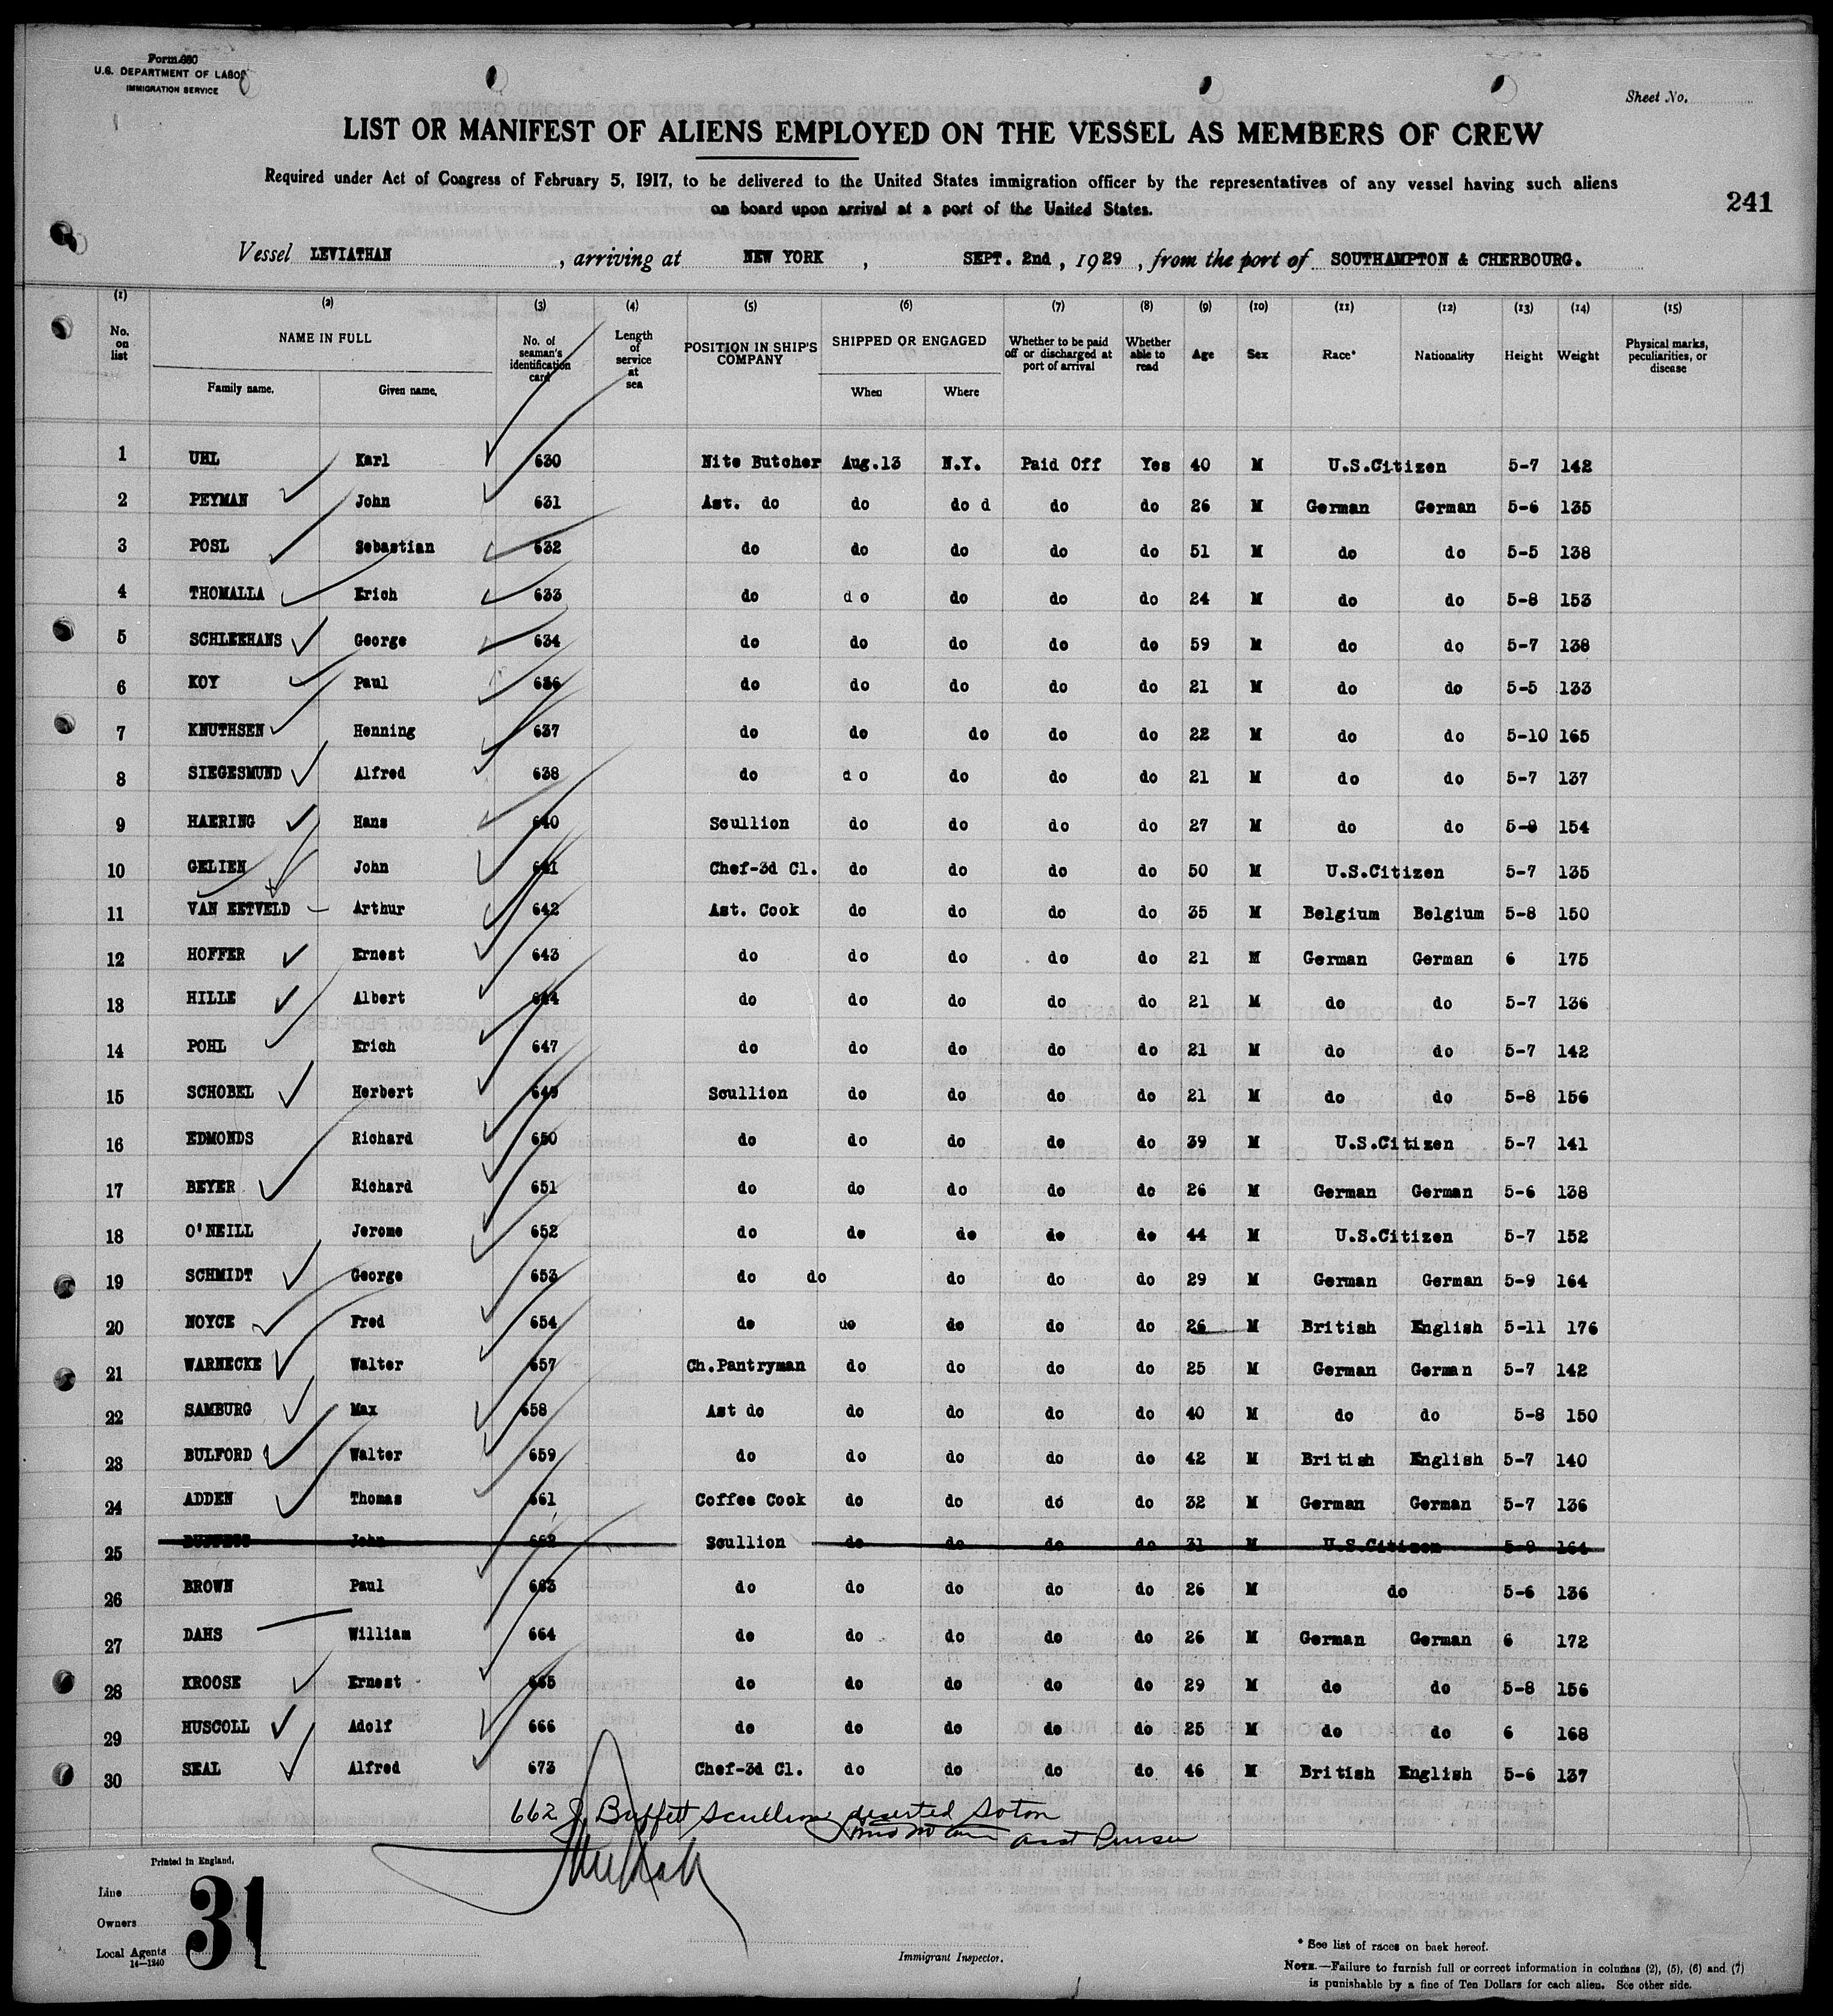 Form 680
U.S. DEPARTMENT OF LABOR
IMMIGRATION SERVICE
Sheet No.
LIST OR MANIFEST OF ALIENS EMPLOYED ON THE VESSEL AS MEMBERS OF CREW
Required under Act of Congress of February 5, 1917, to be delivered to the United States immigration officer by the representatives of any vessel having such aliens
on board upon arrival at a port of the United States.
241
Vessel LEVIATHAN, arriving at NEW YORK, SEPT. 2nd, 1929, from the port of SOUTHAMPTON & CHERBOURG.
(1) (2) (3) (4) (5) (6) (7) (8) (9) (10) (11) (12) (13) (14) (15)
No. on list NAME IN FULL Family name. Given name. No. of seaman's identification card Length of service at sea POSITION IN SHIP'S COMPANY SHIPPED OR ENGAGED When Where Whether to be paid off or discharged at port of arrival Whether able to read Age Sex Race* Nationality Height Weight Physical marks, peculiarities, or disease
1 UHL Karl 630 Nite Butcher Aug.13 N.Y. Paid Off Yes 40 M U.S.Citizen 5-7 142
2 PEYMAN John 631 Ast. do do do d do do 26 M German German 5-6 135
3 POSL Sebastian 632 do do do do do 51 M do do 5-5 138
4 THOMALLA Erich 633 do do do do do 24 M do do 5-8 153
5 SCHLEEHANS George 634 do do do do do 59 M do do 5-7 138
6 KOY Paul 636 do do do do do 21 M do do 5-5 133
7 KNUTHSEN Henning 637 do do do do do 22 M do do 5-10 165
8 SIEGESMUND Alfred 638 do do do do do 21 M do do 5-7 137
9 HAERING Hans 640 Scullion do do do do 27 M do do 5-8 154
10 GELIEN John 641 Chef-3d Cl. do do do do 50 M U.S.Citizen 5-7 135
11 VAN EETVELD Arthur 642 Ast. Cook do do do do 35 M Belgium Belgium 5-8 150
12 HOFFER Ernest 643 do do do do do 21 M German German 6 175
13 HILLE Albert 644 do do do do do 21 M do do 5-7 136
14 POHL Erich 647 do do do do do 21 M do do 5-7 142
15 SCHOBEL Herbert 649 Scullion do do do do 21 M do do 5-8 156
16 EDMONDS Richard 650 do do do do do 39 M U.S.Citizen 5-7 141
17 BEYER Richard 651 do do do do do 26 M German German 5-6 138
18 O'NEILL Jerome 652 do do do do do 44 M U.S.Citizen 5-7 152
19 SCHMIDT George 653 do do do do do 29 M German German 5-9 164
20 NOYCE Fred 654 do do do do do 26 M British English 5-11 176
21 WARNECKE Walter 657 Ch.Pantryman do do do do 25 M German German 5-7 142
22 SAMBURG Max 658 Ast do do do do do 40 M do do 5-8 150
23 BULFORD Walter 659 do do do do do 42 M British English 5-7 140
24 ADDEN Thomas 661 Coffee Cook do do do do 32 M German German 5-7 136
25 John 662 Scullion do do do do 31 M U.S.Citizen 5-9 164
26 BROWN Paul 663 do do do do do 26 M do 5-6 136
27 DAHS William 664 do do do do do 26 M German German 6 172
28 KROOSE Ernest 665 do do do do do 29 M do do 5-8 156
29 HUSCOLL Adolf 666 do do do do do 25 M do do 6 168
30 SEAL Alfred 673 Chef-3d Cl. do do do do 46 M British English 5-6 137
662 J. Buffett Scullion deserted Soton
Asst Purser
Printed in England.
Line
Owners
Local Agents
14—1240
31
Immigrant Inspector.
* See list of races on back hereof.
NOTE.—Failure to furnish full or correct information in columns (2), (5), (6) and (7)
is punishable by a fine of Ten Dollars for each alien. See other side.